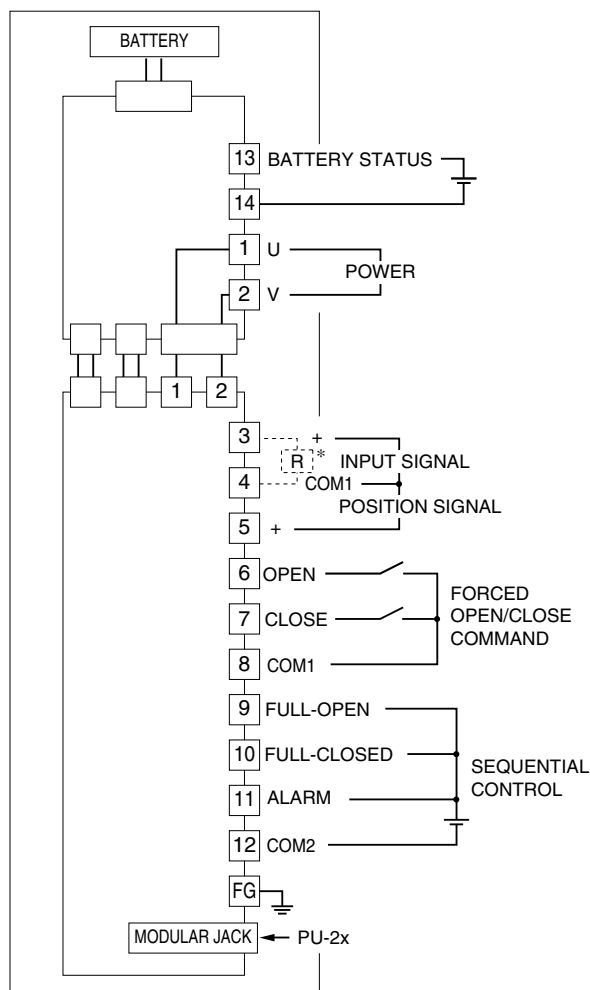 BATTERY
13 BATTERY STATUS
14
1 U
POWER
2 V
1 2
3 +
R * INPUT SIGNAL
4 COM1
POSITION SIGNAL
5 +
6 OPEN
7 CLOSE
FORCED
OPEN/CLOSE
COMMAND
8 COM1
9 FULL-OPEN
10 FULL-CLOSED
SEQUENTIAL
CONTROL
11 ALARM
12 COM2
FG
MODULAR JACK PU-2x